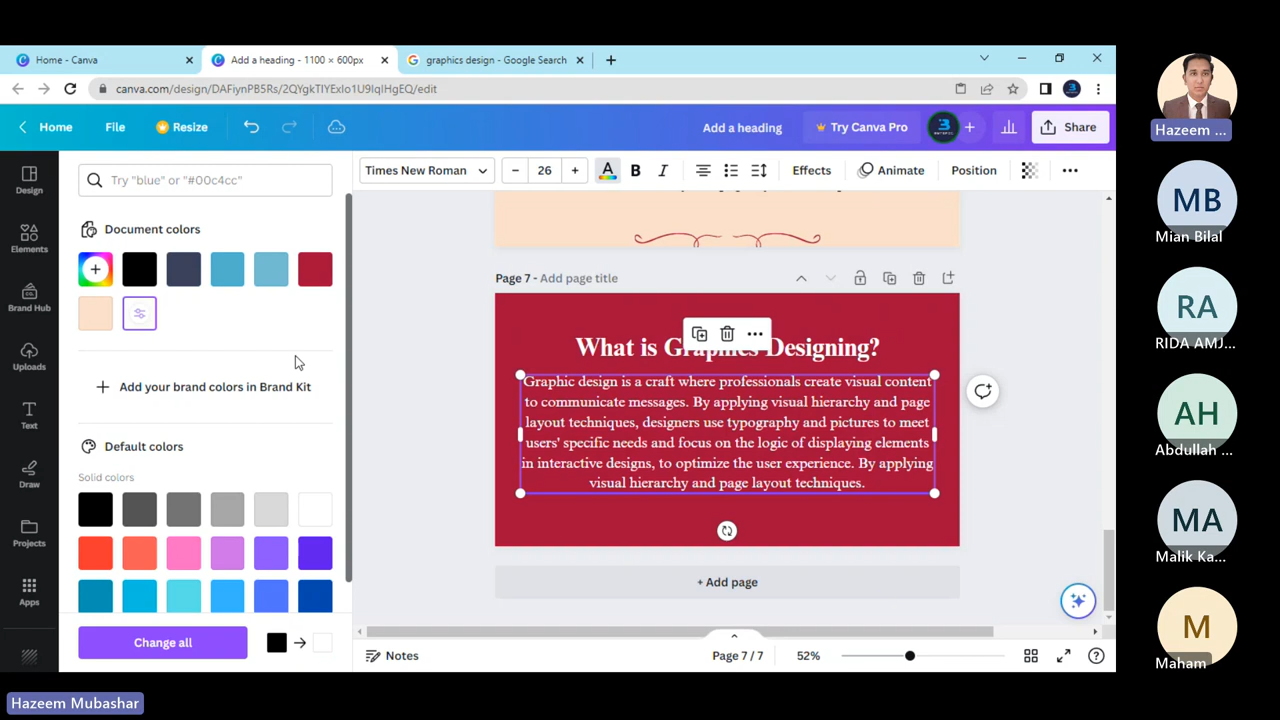 Home - Canva
Add a heading - 1100 × 600px
graphics design - Google Search
canva.com/design/DAFiynPB5Rs/2QYgkTIYExIo1U9lqIHgEQ/edit
Home
File
Resize
Add a heading
Try Canva Pro
Share
Times New Roman
26
A
B
I
Effects
Animate
Position
Design
Elements
Brand Hub
Uploads
Text
Draw
Projects
Apps
Try "blue" or "#00c4cc"
Document colors
Add your brand colors in Brand Kit
Default colors
Solid colors
Change all
Page 7 - Add page title
What is Graphics Designing?
Graphic design is a craft where professionals create visual content
to communicate messages. By applying visual hierarchy and page
layout techniques, designers use typography and pictures to meet
users' specific needs and focus on the logic of displaying elements
in interactive designs, to optimize the user experience. By applying
visual hierarchy and page layout techniques.
+ Add page
Notes
Page 7 / 7
52%
Hazeem ...
MB
Mian Bilal
RA
RIDA AMJ...
AH
Abdullah ...
MA
Malik Ka...
M
Maham
Hazeem Mubashar